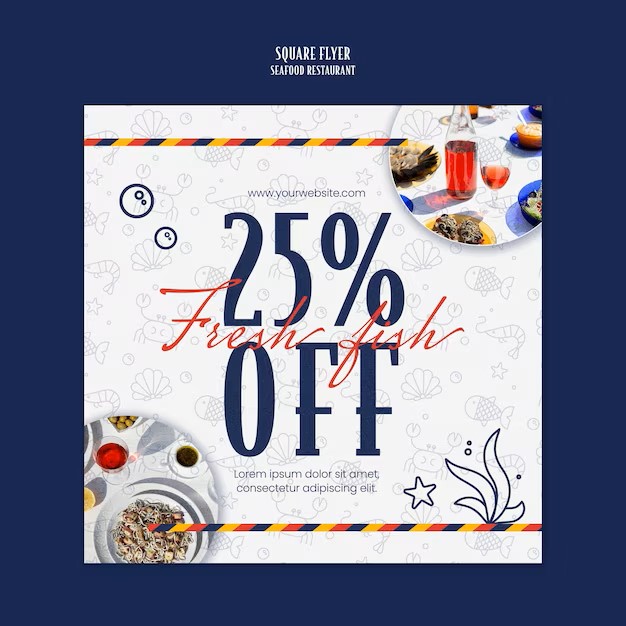 SQUARE FLYER
SEAFOOD RESTAURANT
www.yourwebsite.com
25%
Fresh fish
OFF
Lorem ipsum dolor sit amet,
consectetur adipiscing elit.